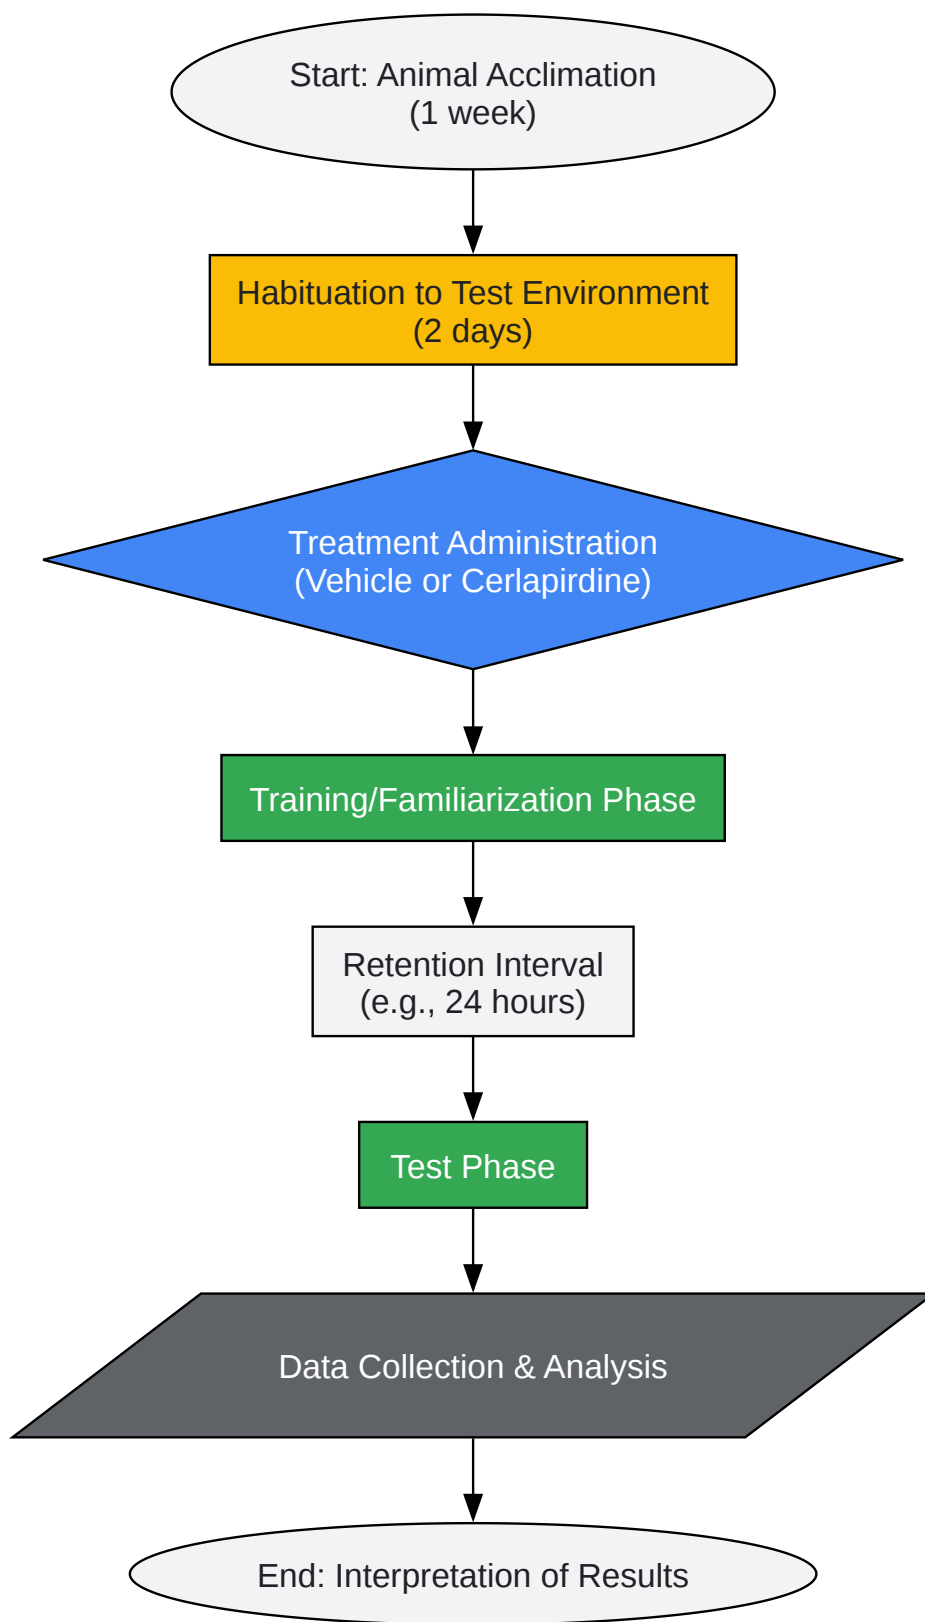 Start: Animal Acclimation
(1 week)
Habituation to Test Environment
(2 days)
Treatment Administration
(Vehicle or Cerlapirdine)
Training/Familiarization Phase
Retention Interval
(e.g., 24 hours)
Test Phase
Data Collection & Analysis
End: Interpretation of Results